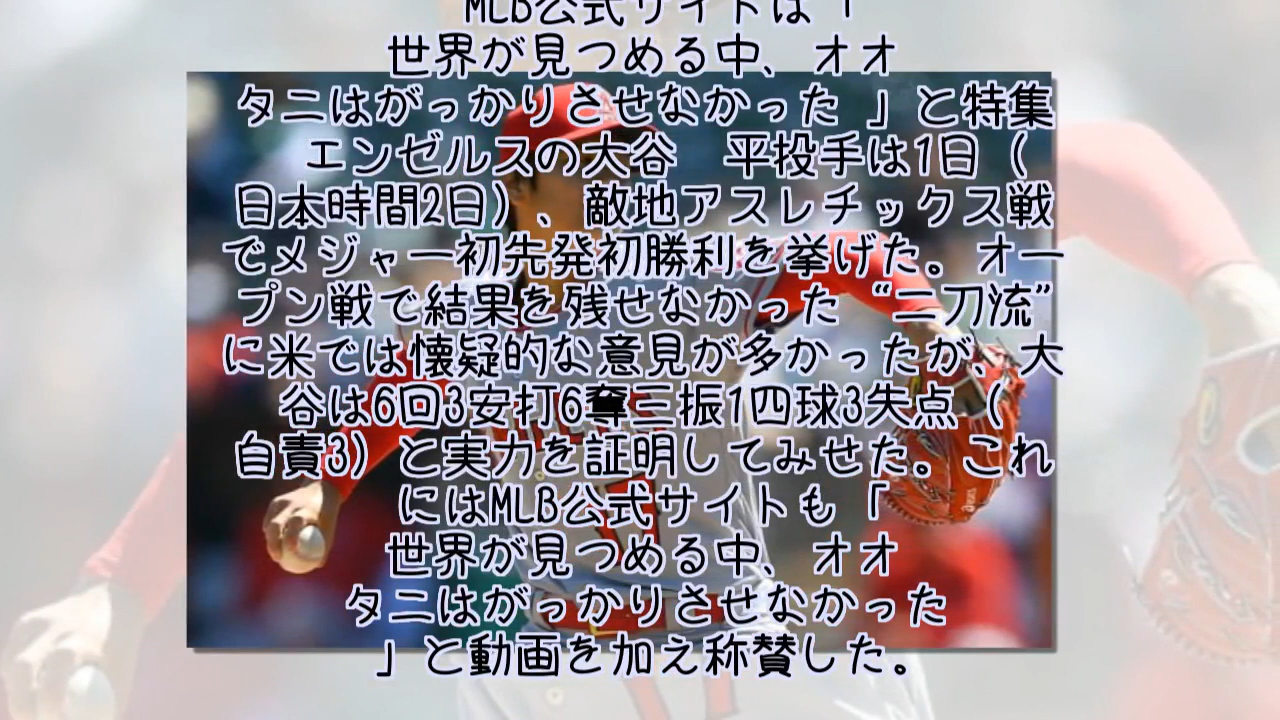 MLB公式サイトは「
世界が見つめる中、オオ
タニはがっかりさせなかった 」と特集
エンゼルスの大谷 平投手は1日(
日本時間2日)、敵地アスレチックス戦
でメジャー初先発初勝利を挙げた。オー
プン戦で結果を残せなかった“二刀流”
に米では懐疑的な意見が多かったが、大
谷は6回3安打6奪三振1四球3失点(
自責3)と実力を証明してみせた。これ
にはMLB公式サイトも「
世界が見つめる中、オオ
タニはがっかりさせなかった
」と動画を加え称賛した。